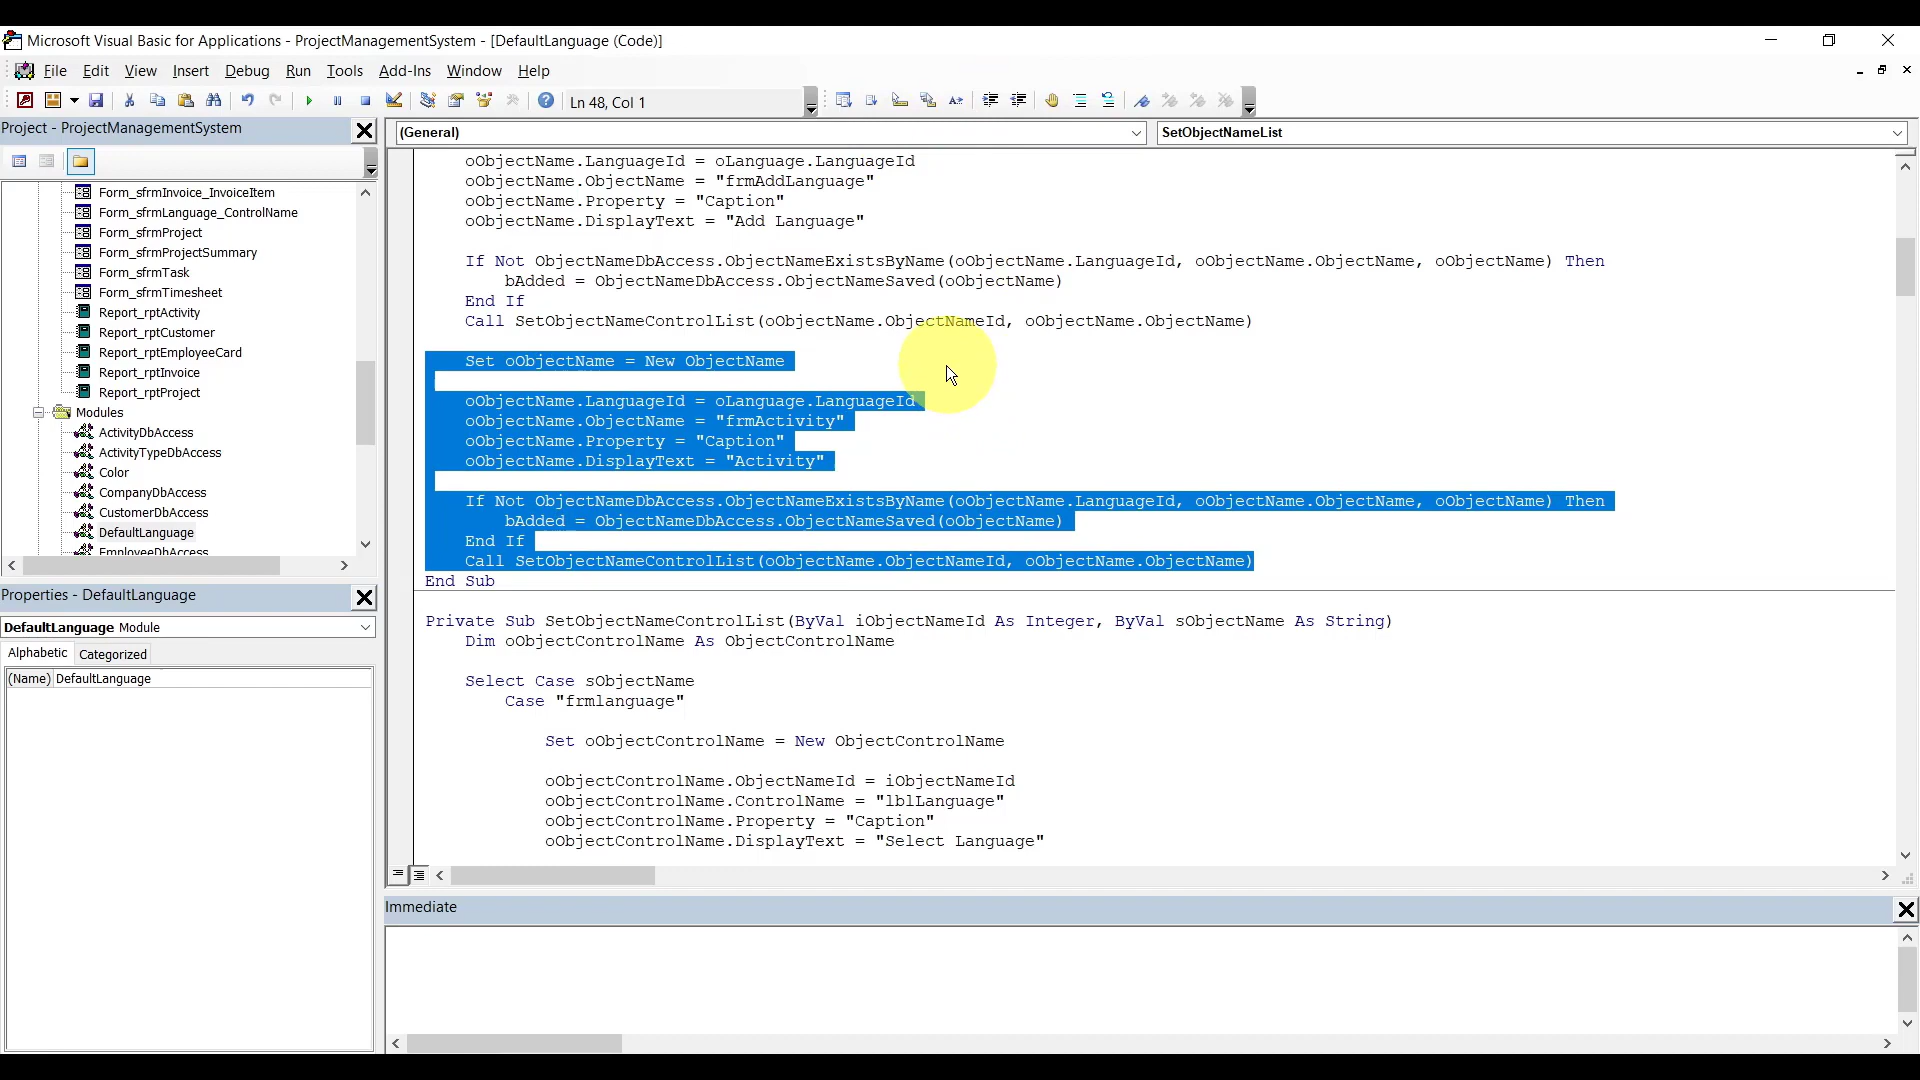 Microsoft Visual Basic for Applications - ProjectManagementSystem - [DefaultLanguage (Code)]
File Edit View Insert Debug Run Tools Add-Ins Window Help
Ln 48, Col 1
Project - ProjectManagementSystem
Form_sfrmInvoice_InvoiceItem
Form_sfrmLanguage_ControlName
Form_sfrmProject
Form_sfrmProjectSummary
Form_sfrmTask
Form_sfrmTimesheet
Report_rptActivity
Report_rptCustomer
Report_rptEmployeeCard
Report_rptInvoice
Report_rptProject
Modules
ActivityDbAccess
ActivityTypeDbAccess
Color
CompanyDbAccess
CustomerDbAccess
DefaultLanguage
EmployeeDbAccess
Properties - DefaultLanguage
DefaultLanguage Module
Alphabetic Categorized
(Name) DefaultLanguage
(General) SetObjectNameList
oObjectName.LanguageId = oLanguage.LanguageId
oObjectName.ObjectName = "frmAddLanguage"
oObjectName.Property = "Caption"
oObjectName.DisplayText = "Add Language"
If Not ObjectNameDbAccess.ObjectNameExistsByName(oObjectName.LanguageId, oObjectName.ObjectName, oObjectName) Then
bAdded = ObjectNameDbAccess.ObjectNameSaved(oObjectName)
End If
Call SetObjectNameControlList(oObjectName.ObjectNameId, oObjectName.ObjectName)
Set oObjectName = New ObjectName
oObjectName.LanguageId = oLanguage.LanguageId
oObjectName.ObjectName = "frmActivity"
oObjectName.Property = "Caption"
oObjectName.DisplayText = "Activity"
If Not ObjectNameDbAccess.ObjectNameExistsByName(oObjectName.LanguageId, oObjectName.ObjectName, oObjectName) Then
bAdded = ObjectNameDbAccess.ObjectNameSaved(oObjectName)
End If
Call SetObjectNameControlList(oObjectName.ObjectNameId, oObjectName.ObjectName)
End Sub
Private Sub SetObjectNameControlList(ByVal iObjectNameId As Integer, ByVal sObjectName As String)
Dim oObjectControlName As ObjectControlName
Select Case sObjectName
Case "frmlanguage"
Set oObjectControlName = New ObjectControlName
oObjectControlName.ObjectNameId = iObjectNameId
oObjectControlName.ControlName = "lblLanguage"
oObjectControlName.Property = "Caption"
oObjectControlName.DisplayText = "Select Language"
Immediate